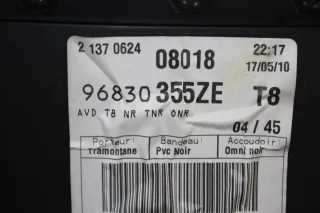 2 137 0624 08018 22:17
17/05/10
96830 355ZE T8
AVD T8 NR TNR ONR
04 / 45
Porteur: Bandeau: Accoudoir:
Tramontane Pvc Noir Omni noir